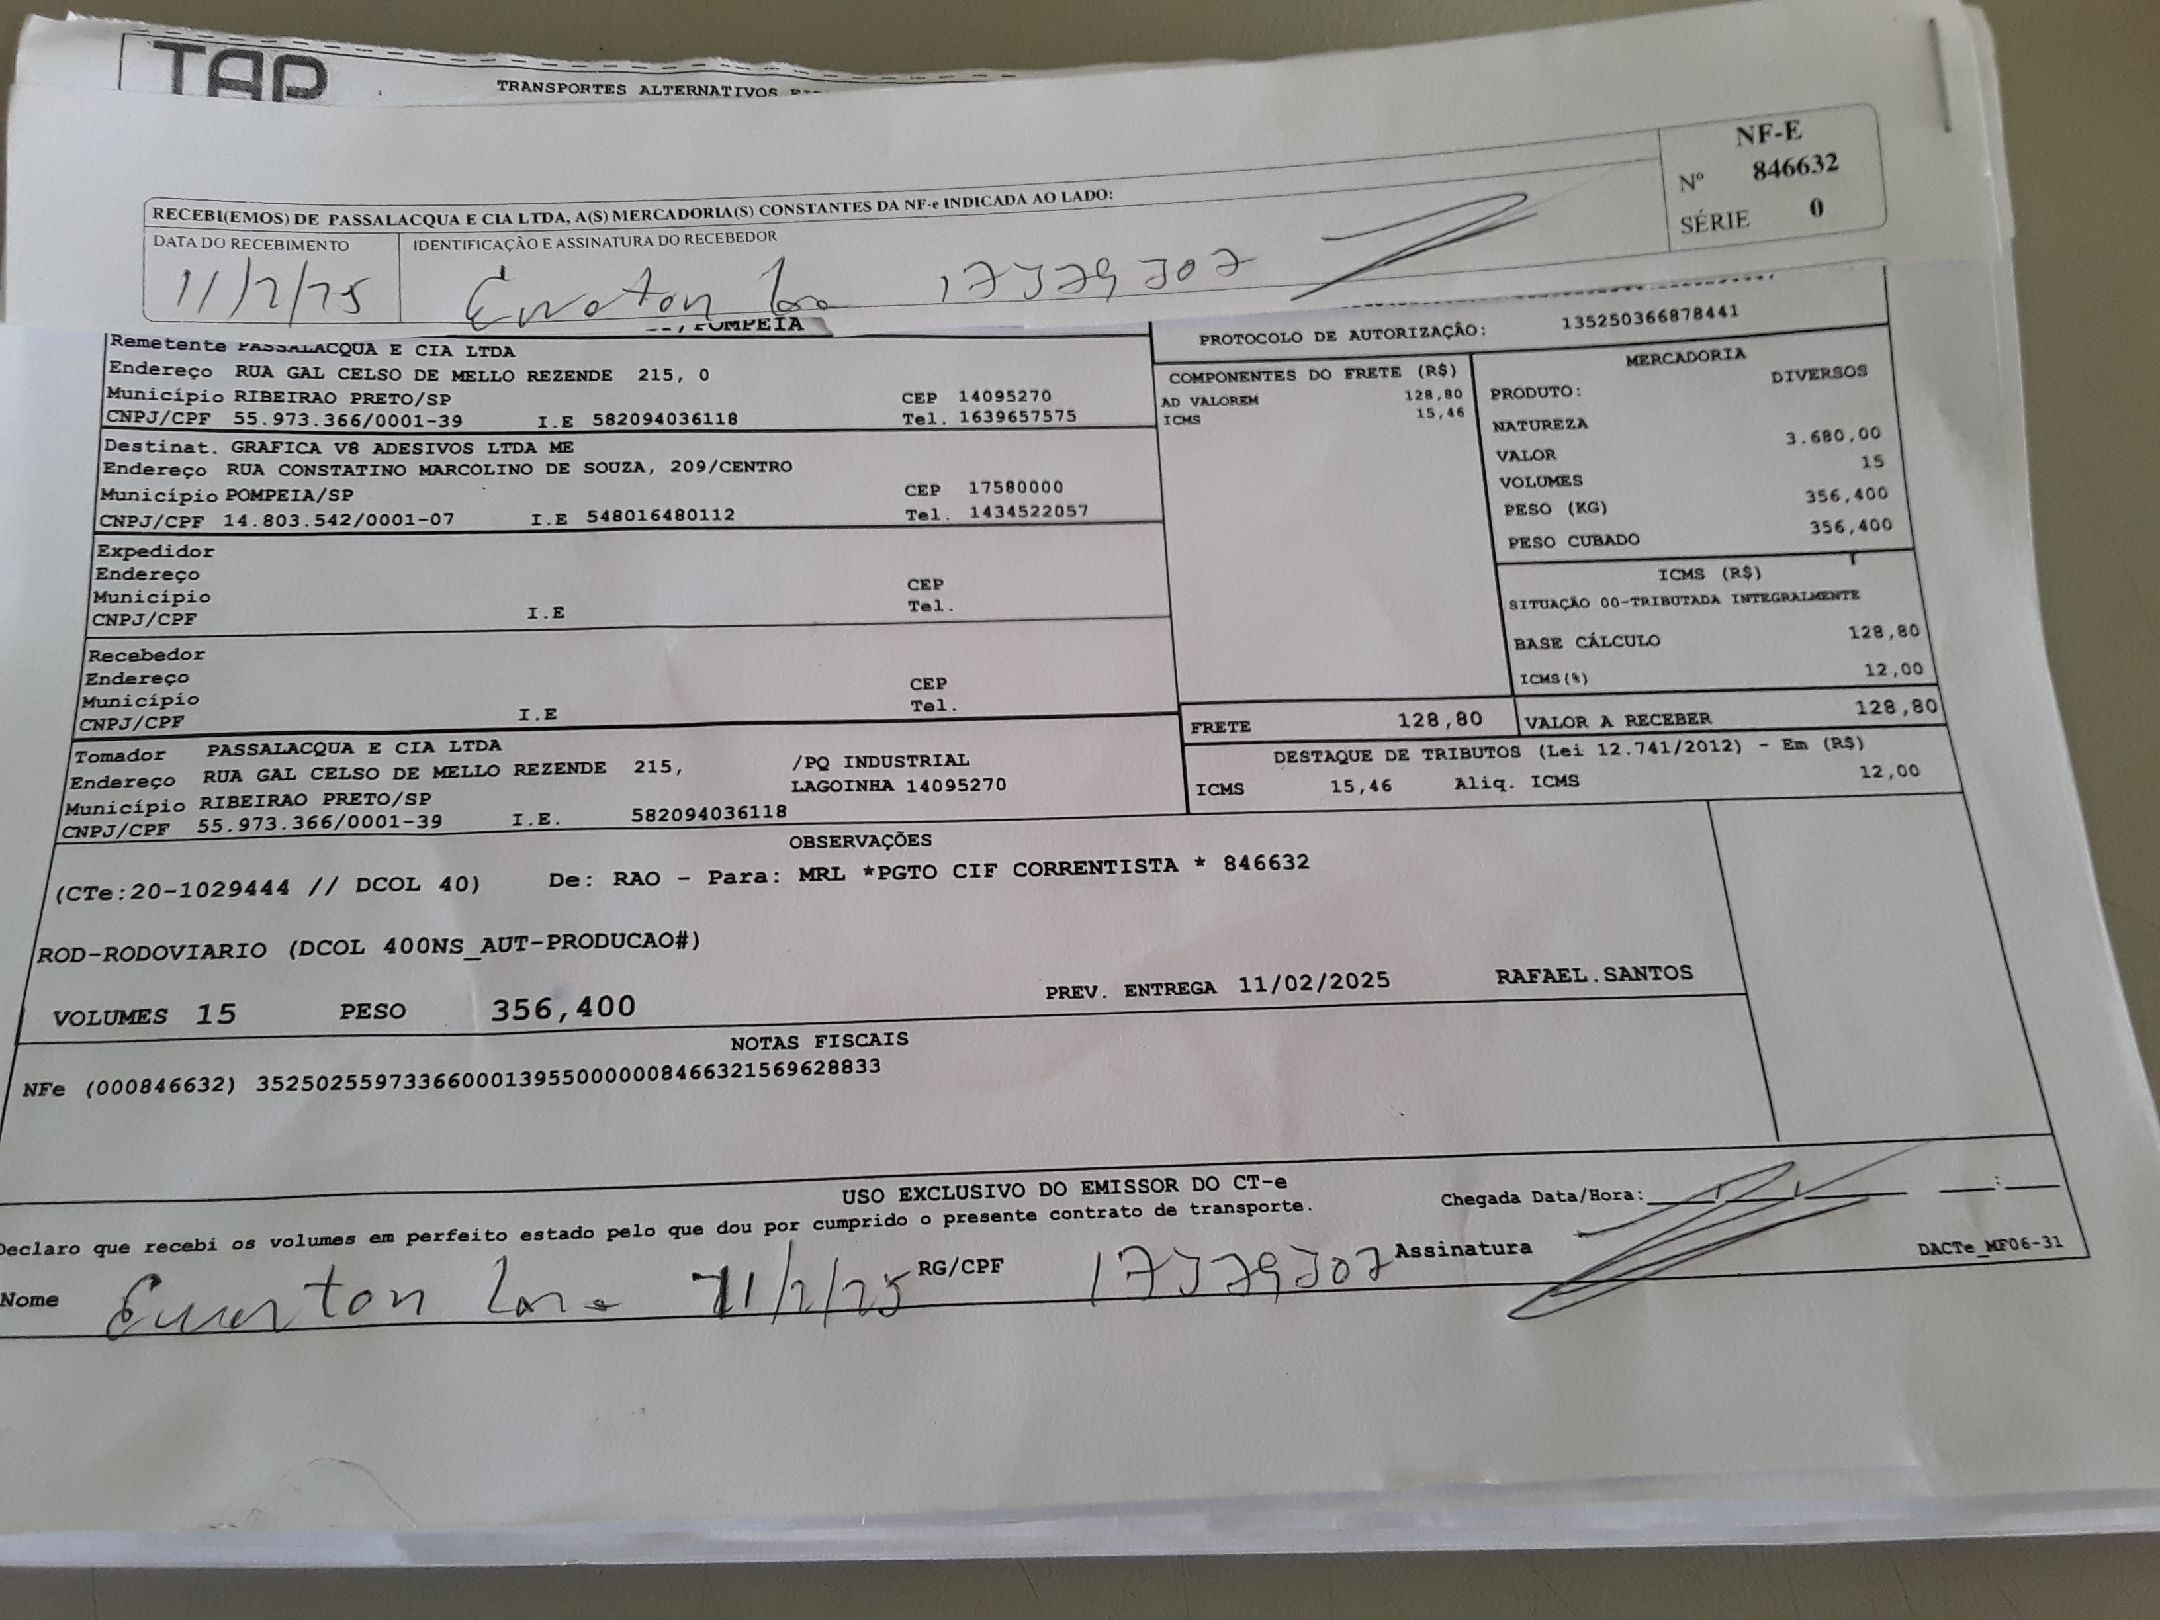 TAP
TRANSPORTES ALTERNATIVOS
NF-E
Nº 846632
SÉRIE 0
RECEBI(EMOS) DE PASSALACQUA E CIA LTDA, A(S) MERCADORIA(S) CONSTANTES DA NF-e INDICADA AO LADO:
DATA DO RECEBIMENTO IDENTIFICAÇÃO E ASSINATURA DO RECEBEDOR
11/2/25
POMPEIA
Remetente PASSALACQUA E CIA LTDA
Endereço RUA GAL CELSO DE MELLO REZENDE 215, 0
Município RIBEIRAO PRETO/SP CEP 14095270
CNPJ/CPF 55.973.366/0001-39 I.E 582094036118 Tel. 1639657575
Destinat. GRAFICA V8 ADESIVOS LTDA ME
Endereço RUA CONSTATINO MARCOLINO DE SOUZA, 209/CENTRO
Município POMPEIA/SP CEP 17580000
CNPJ/CPF 14.803.542/0001-07 I.E 548016480112 Tel. 1434522057
Expedidor
Endereço
Município CEP
CNPJ/CPF I.E Tel.
Recebedor
Endereço
Município CEP
CNPJ/CPF I.E Tel.
Tomador PASSALACQUA E CIA LTDA
Endereço RUA GAL CELSO DE MELLO REZENDE 215, /PQ INDUSTRIAL
Município RIBEIRAO PRETO/SP LAGOINHA 14095270
CNPJ/CPF 55.973.366/0001-39 I.E. 582094036118
PROTOCOLO DE AUTORIZAÇÃO: 135250366878441
COMPONENTES DO FRETE (R$)
AD VALOREM 128,80
ICMS 15,46
MERCADORIA
PRODUTO: DIVERSOS
NATUREZA
VALOR 3.680,00
VOLUMES 15
PESO (KG) 356,400
PESO CUBADO 356,400
ICMS (R$)
SITUAÇÃO 00-TRIBUTADA INTEGRALMENTE
BASE CÁLCULO 128,80
ICMS(%) 12,00
FRETE 128,80 VALOR A RECEBER 128,80
DESTAQUE DE TRIBUTOS (Lei 12.741/2012) - Em (R$)
ICMS 15,46 Aliq. ICMS 12,00
OBSERVAÇÕES
(CTe:20-1029444 // DCOL 40) De: RAO - Para: MRL *PGTO CIF CORRENTISTA * 846632
ROD-RODOVIARIO (DCOL 400NS_AUT-PRODUCAO#)
VOLUMES 15 PESO 356,400 PREV. ENTREGA 11/02/2025 RAFAEL.SANTOS
NOTAS FISCAIS
NFe (000846632) 35250255973366000139550000008466321569628833
USO EXCLUSIVO DO EMISSOR DO CT-e
Declaro que recebi os volumes em perfeito estado pelo que dou por cumprido o presente contrato de transporte. Chegada Data/Hora:
Nome Everton 11/2/25 RG/CPF Assinatura
DACTe_MF06-31